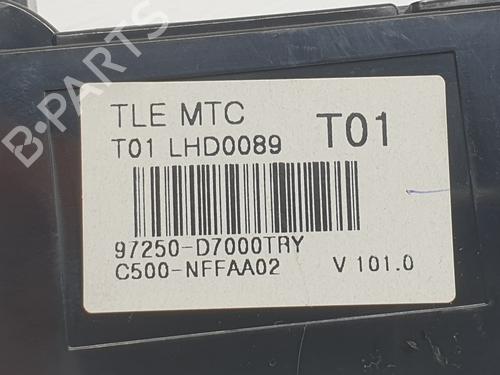 B-PARTS
TLE MTC
T01 LHD0089
T01
97250-D7000TRY
C500-NFFAA02
V 101.0